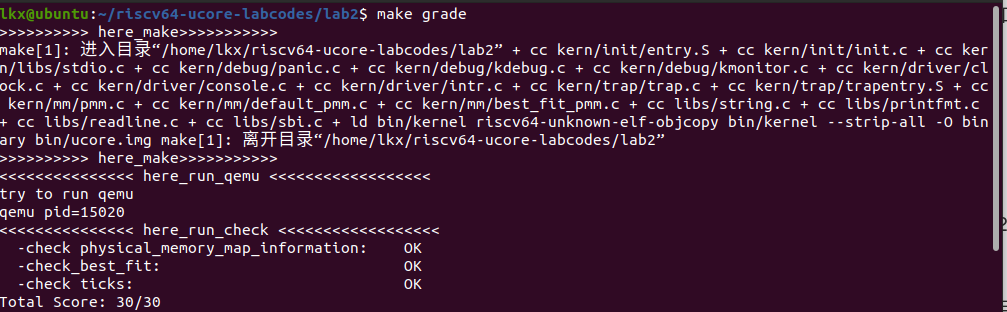 lkx@ubuntu:~/riscv64-ucore-labcodes/lab2$ make grade
>>>>>>>>>> here_make>>>>>>>>>>>
make[1]: 进入目录“/home/lkx/riscv64-ucore-labcodes/lab2” + cc kern/init/entry.S + cc kern/init/init.c + cc ker
n/libs/stdio.c + cc kern/debug/panic.c + cc kern/debug/kdebug.c + cc kern/debug/kmonitor.c + cc kern/driver/cl
ock.c + cc kern/driver/console.c + cc kern/driver/intr.c + cc kern/trap/trap.c + cc kern/trap/trapentry.S + cc
 kern/mm/pmm.c + cc kern/mm/default_pmm.c + cc kern/mm/best_fit_pmm.c + cc libs/string.c + cc libs/printfmt.c
+ cc libs/readline.c + cc libs/sbi.c + ld bin/kernel riscv64-unknown-elf-objcopy bin/kernel --strip-all -O bin
ary bin/ucore.img make[1]: 离开目录“/home/lkx/riscv64-ucore-labcodes/lab2”
>>>>>>>>>> here_make>>>>>>>>>>>
<<<<<<<<<<<<<<< here_run_qemu <<<<<<<<<<<<<<<<<<
try to run qemu
qemu pid=15020
<<<<<<<<<<<<<<< here_run_check <<<<<<<<<<<<<<<<<<
  -check physical_memory_map_information:    OK
  -check_best_fit:                           OK
  -check ticks:                              OK
Total Score: 30/30